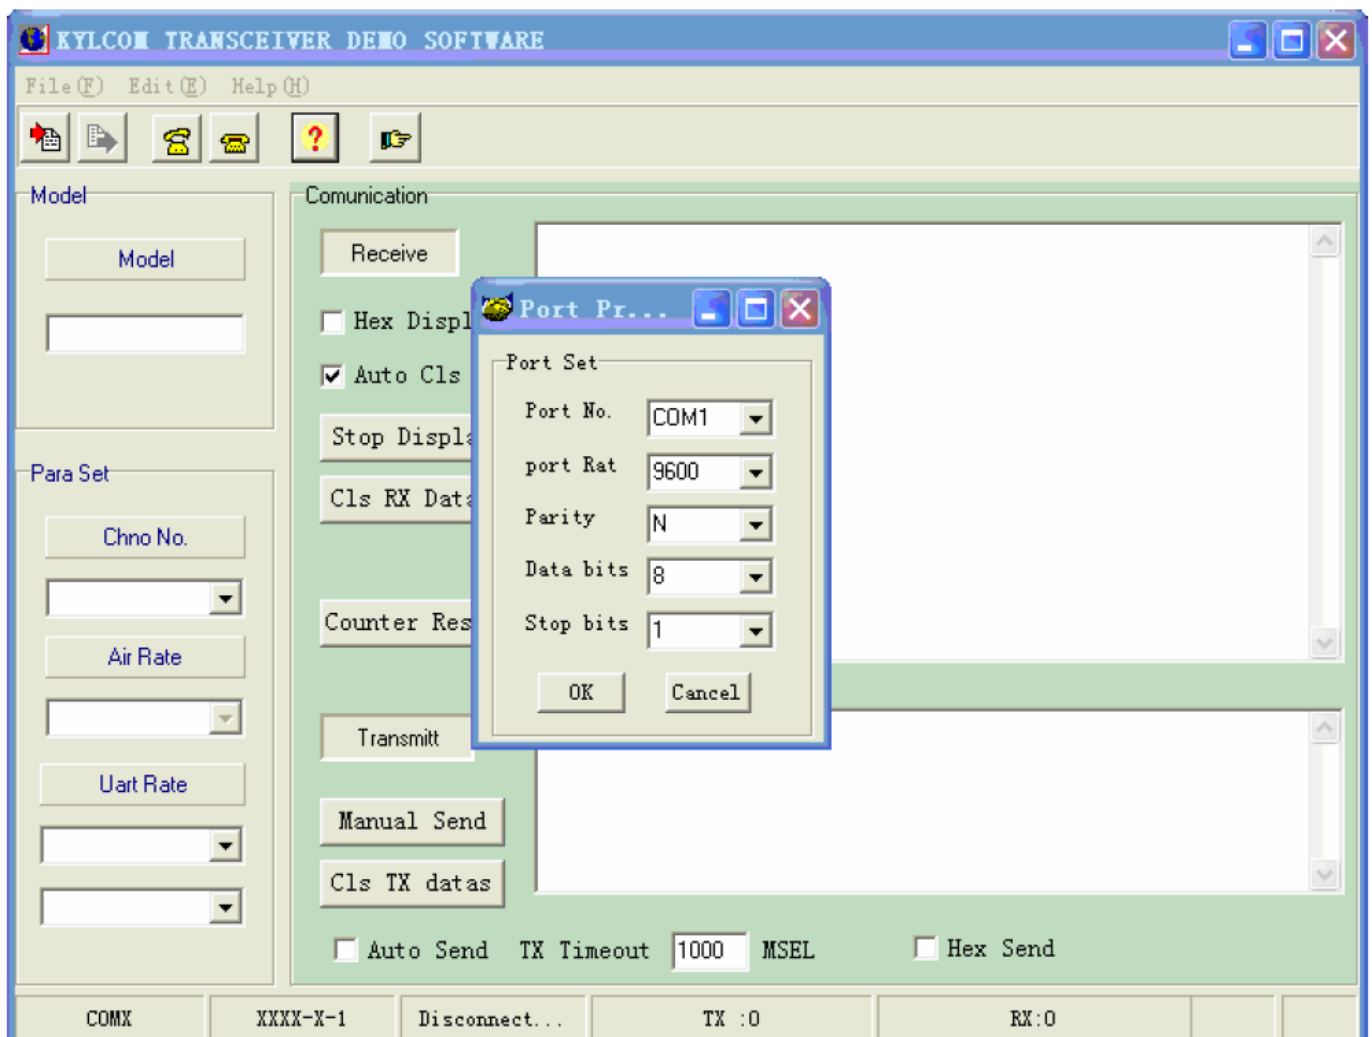 KYLCOM TRANSCEIVER DEMO SOFTWARE
File(F) Edit(E) Help(H)
Model
Model
Para Set
Chno No.
Air Rate
Uart Rate
Comunication
Receive
Hex Displ
Auto Cls
Stop Displa
Cls RX Data
Counter Res
Transmitt
Manual Send
Cls TX datas
Auto Send TX Timeout 1000 MSEL Hex Send
Port Pr...
Port Set
Port No. COM1
port Rat 9600
Parity N
Data bits 8
Stop bits 1
OK Cancel
COMX XXXX-X-1 Disconnect... TX :0 RX:0